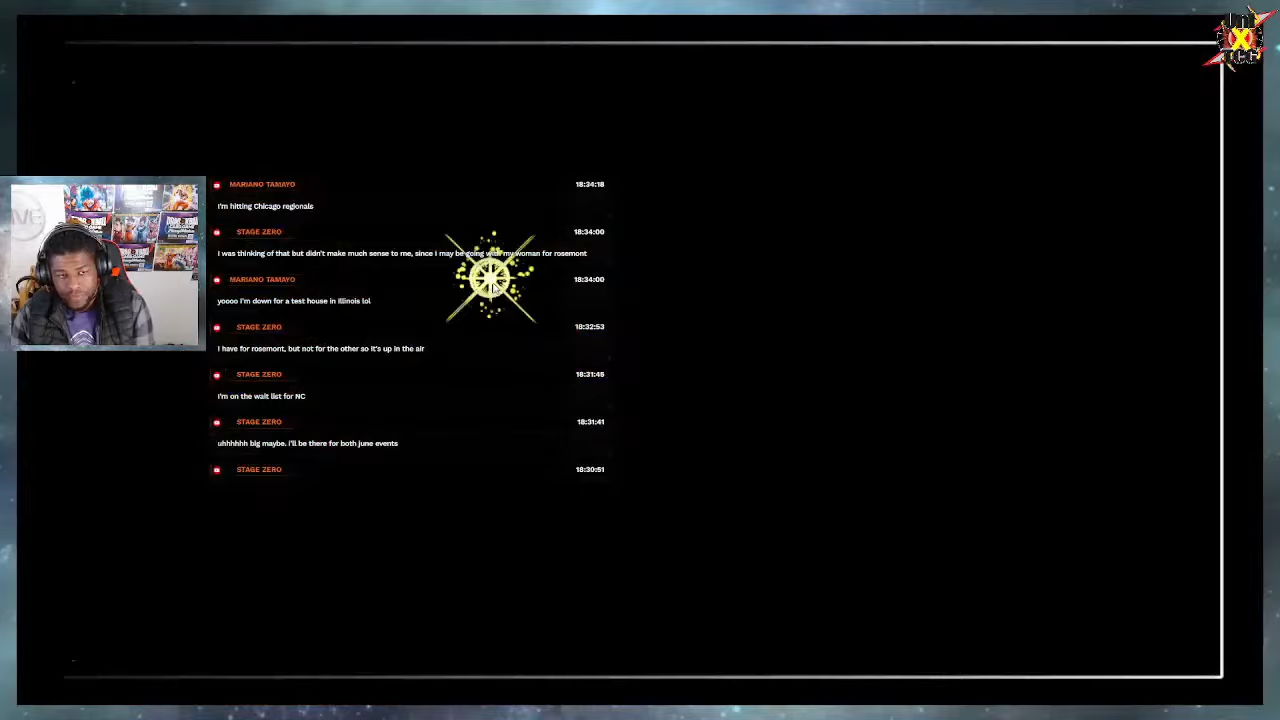 MARIANO TAMAYO 18:34:18
I'm hitting Chicago regionals
STAGE ZERO 18:34:00
I was thinking of that but didn't make much sense to me, since I may be going with my woman for rosemont
MARIANO TAMAYO 18:34:00
yoooo I'm down for a test house in Illinois lol
STAGE ZERO 18:32:53
I have for rosemont, but not for the other so it's up in the air
STAGE ZERO 18:31:45
I'm on the wait list for NC
STAGE ZERO 18:31:41
uhhhhhh big maybe. I'll be there for both june events
STAGE ZERO 18:30:51